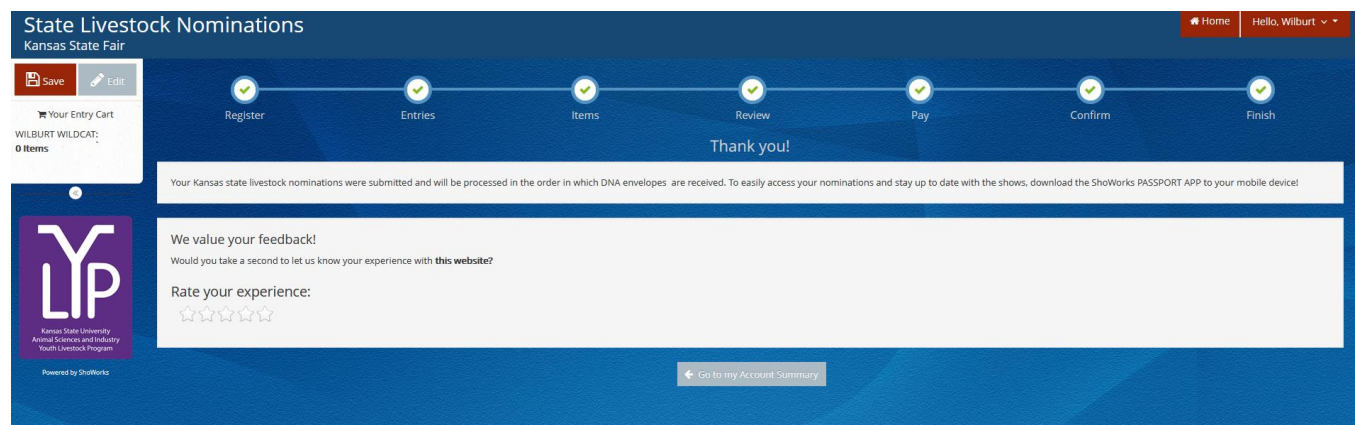 State Livestock Nominations
Kansas State Fair
Home
Hello, Wilburt
Save
Edit
Your Entry Cart
WILBURT WILDCAT:
0 Items
Register
Entries
Items
Review
Pay
Confirm
Finish
Thank you!
Your Kansas state livestock nominations were submitted and will be processed in the order in which DNA envelopes are received. To easily access your nominations and stay up to date with the shows, download the ShoWorks PASSPORT APP to your mobile device!
We value your feedback!
Would you take a second to let us know your experience with this website?
Rate your experience:
YLP
Kansas State University
Animal Sciences and Industry
Youth Livestock Program
Powered by ShoWorks
Go to my Account Summary